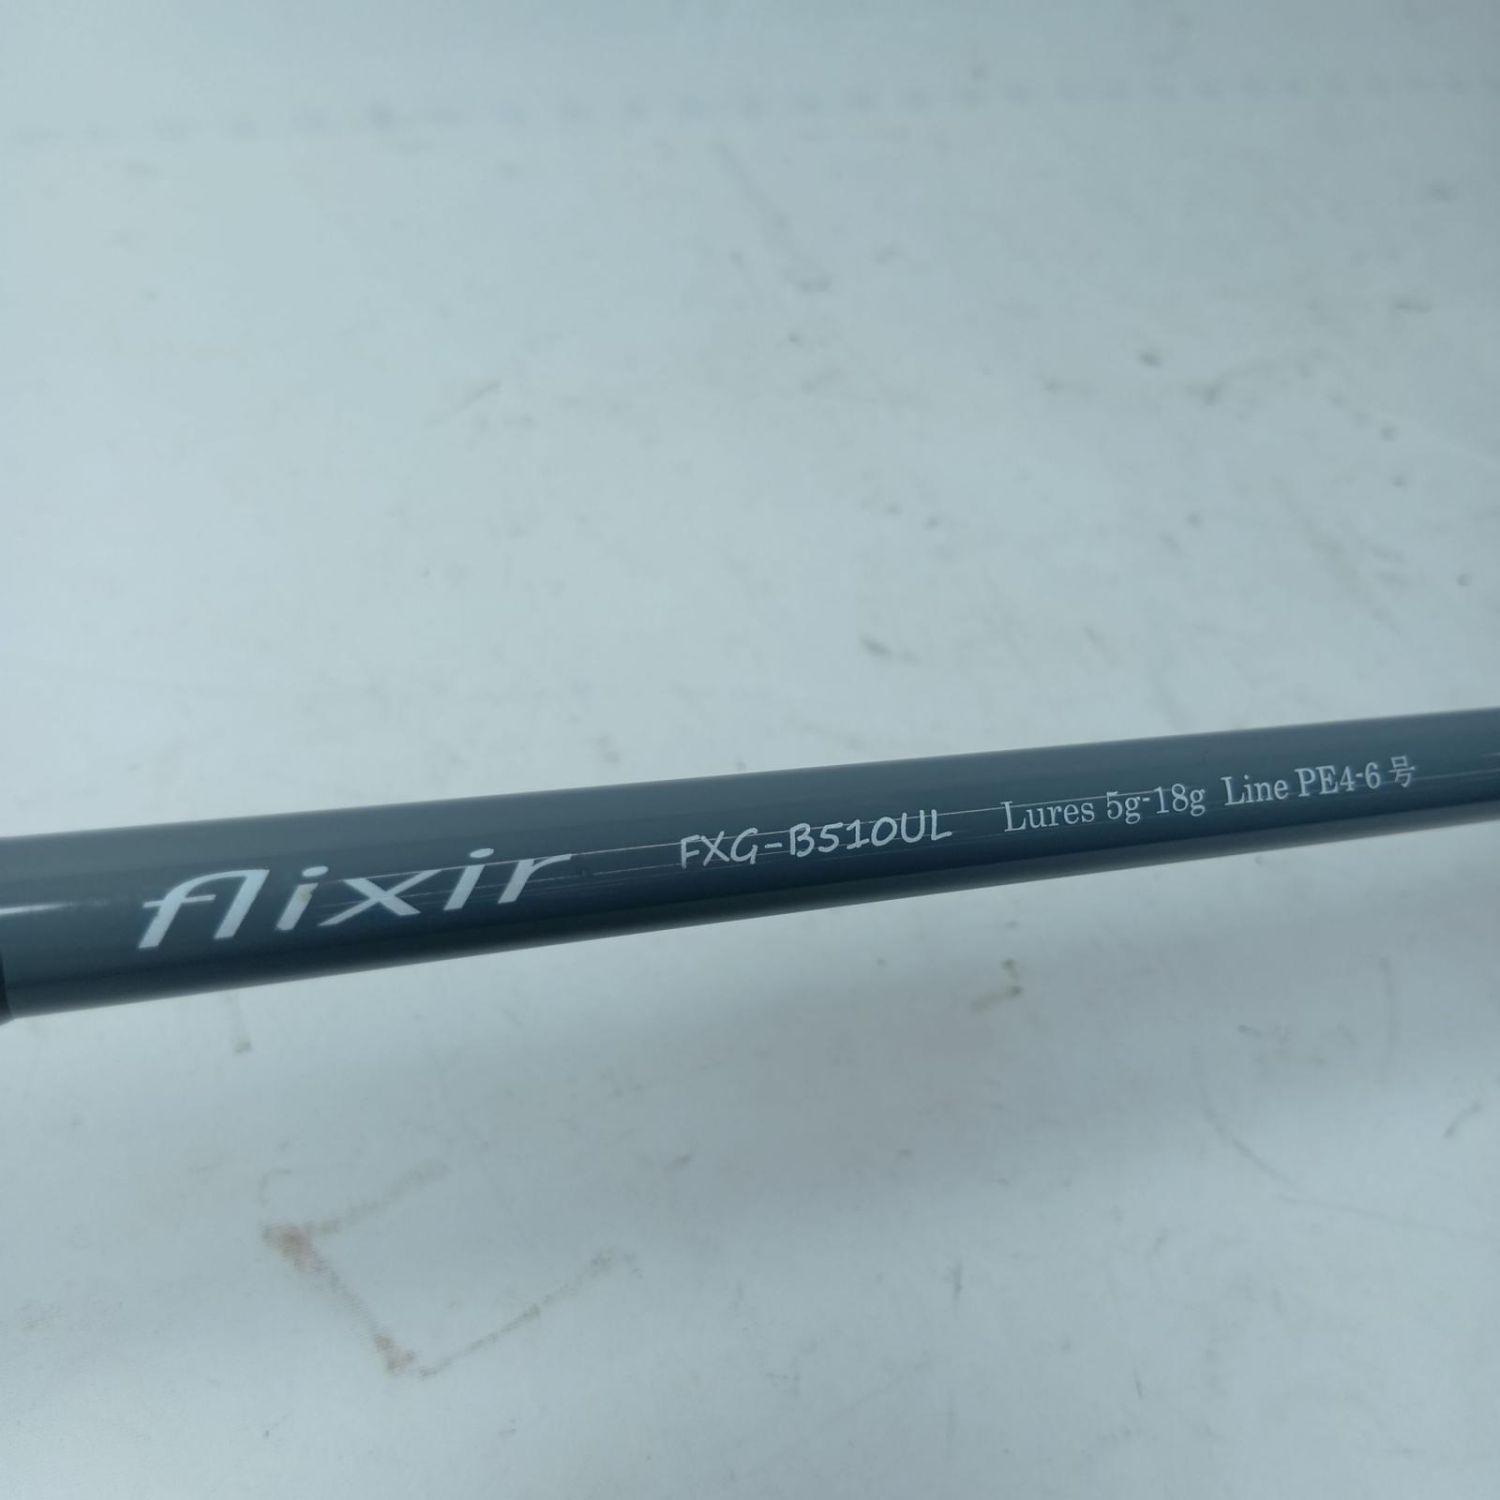 flixir FXG-B510UL Lures 5g-18g Line PE4-6号